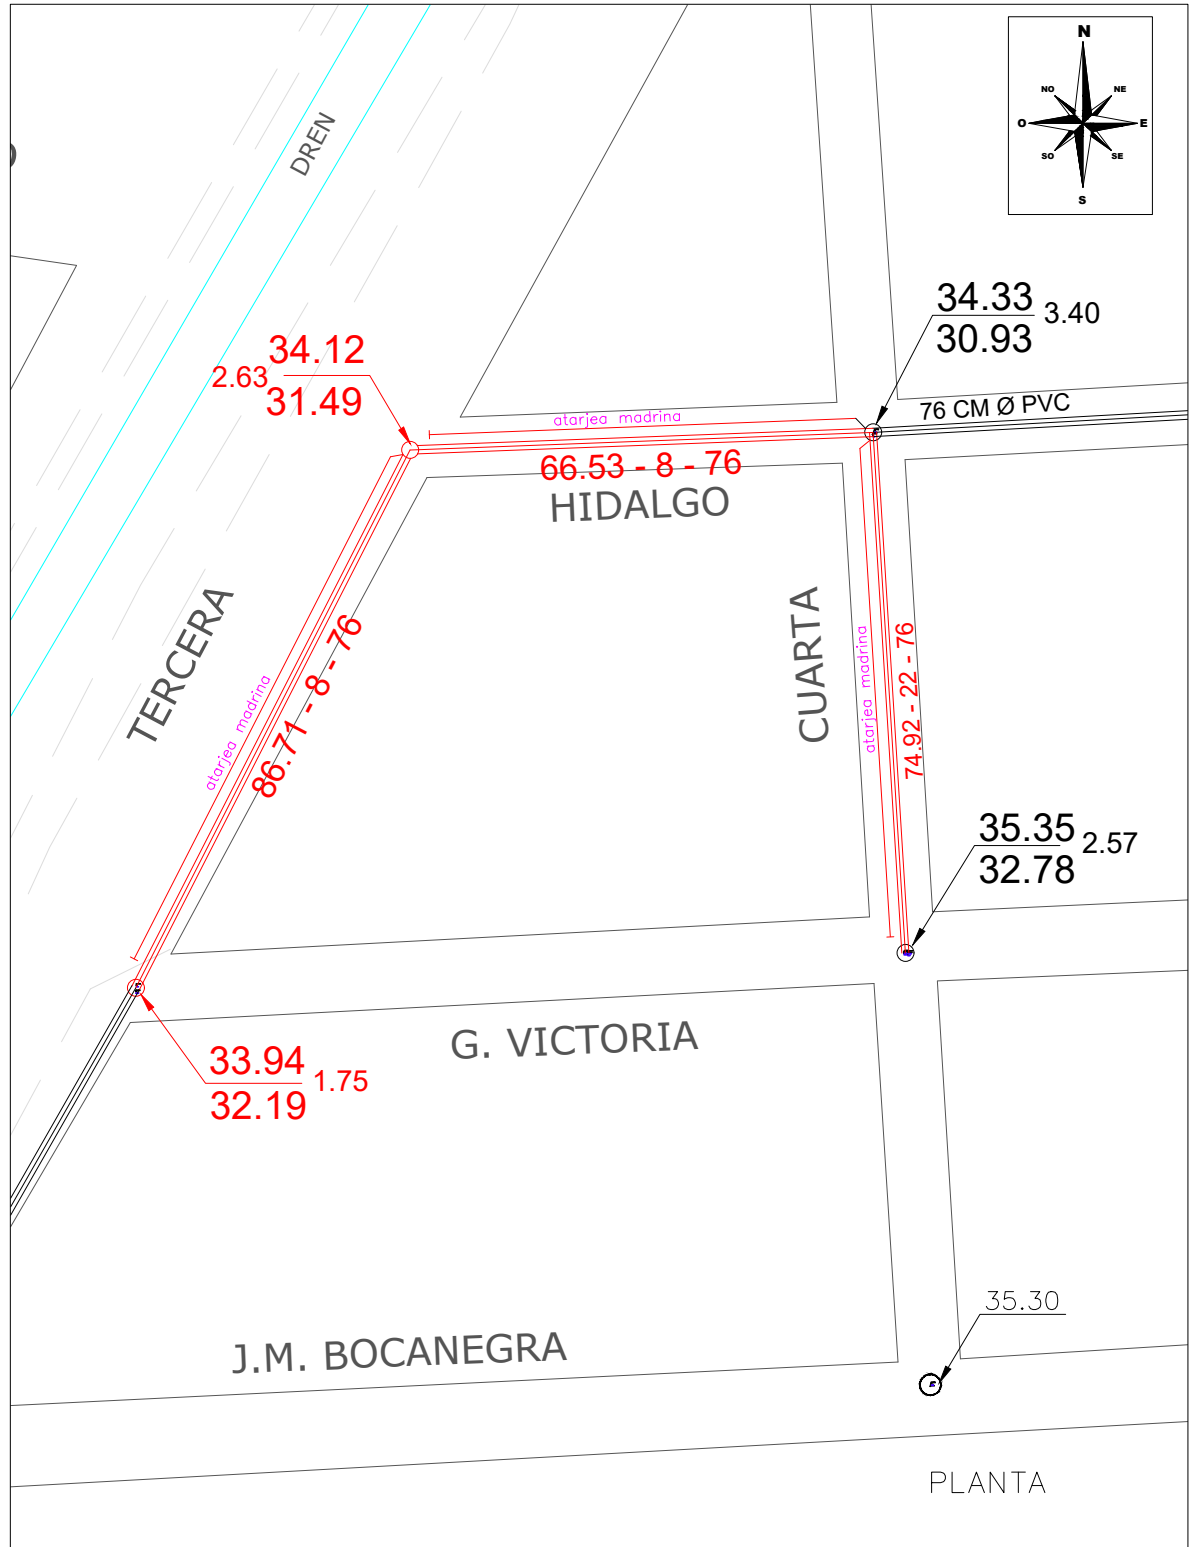 N
NO
NE
O
E
SO
SE
S
DREN
34.33
3.40
30.93
34.12
2.63
31.49
76 CM Ø PVC
atarjea madrina
66.53 - 8 - 76
HIDALGO
TERCERA
atarjea madrina
86.71 - 8 - 76
CUARTA
atarjea madrina
74.92 - 22 - 76
35.35
2.57
32.78
G. VICTORIA
33.94
1.75
32.19
35.30
J.M. BOCANEGRA
PLANTA